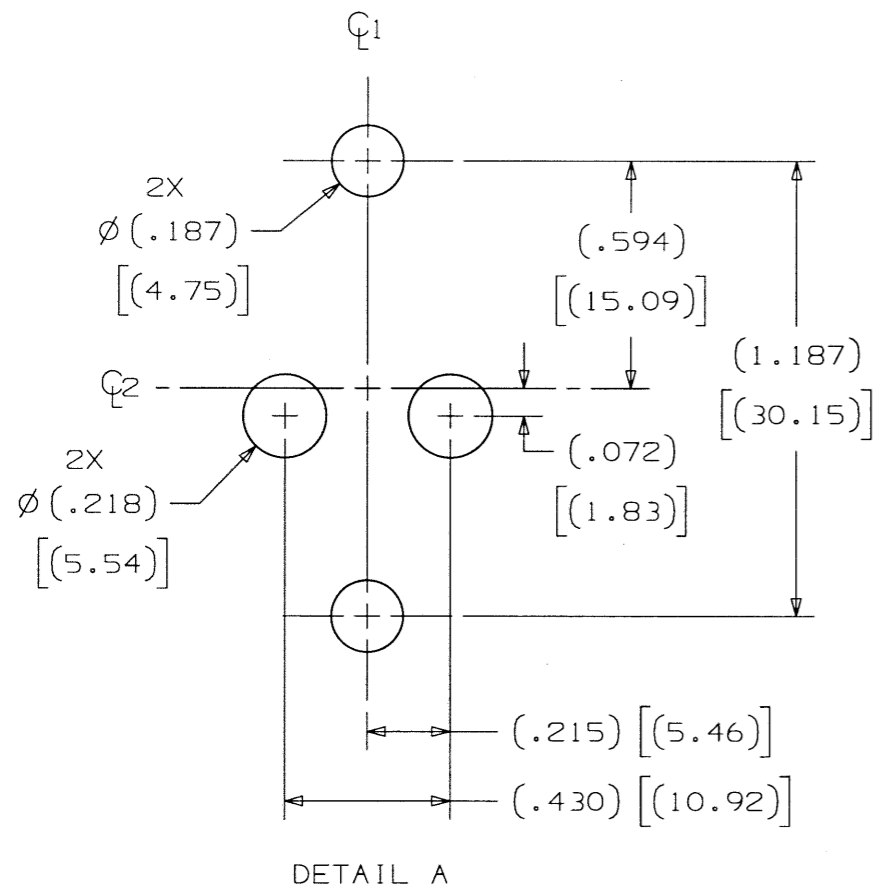 ℄1
2X
Ø(.187)
[(4.75)]
(.594)
[(15.09)]
(1.187)
[(30.15)]
℄2
(.072)
[(1.83)]
2X
Ø(.218)
[(5.54)]
(.215) [(5.46)]
(.430) [(10.92)]
DETAIL A